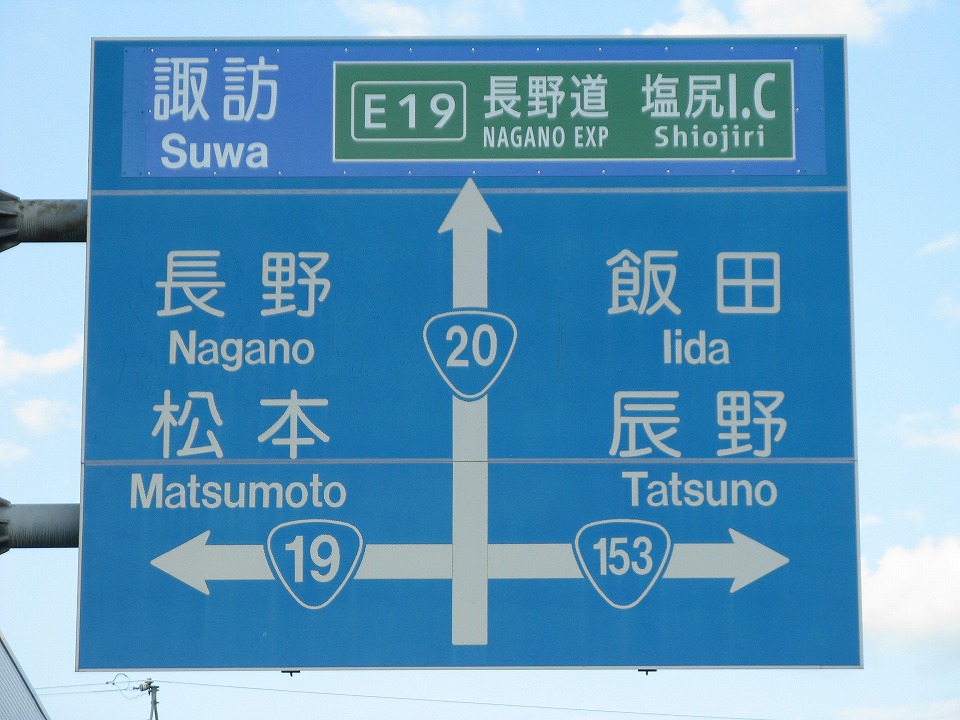 諏訪
Suwa
E19
長野道 塩尻I.C
NAGANO EXP Shiojiri
長野
Nagano
松本
Matsumoto
20
飯田
Iida
辰野
Tatsuno
19
153